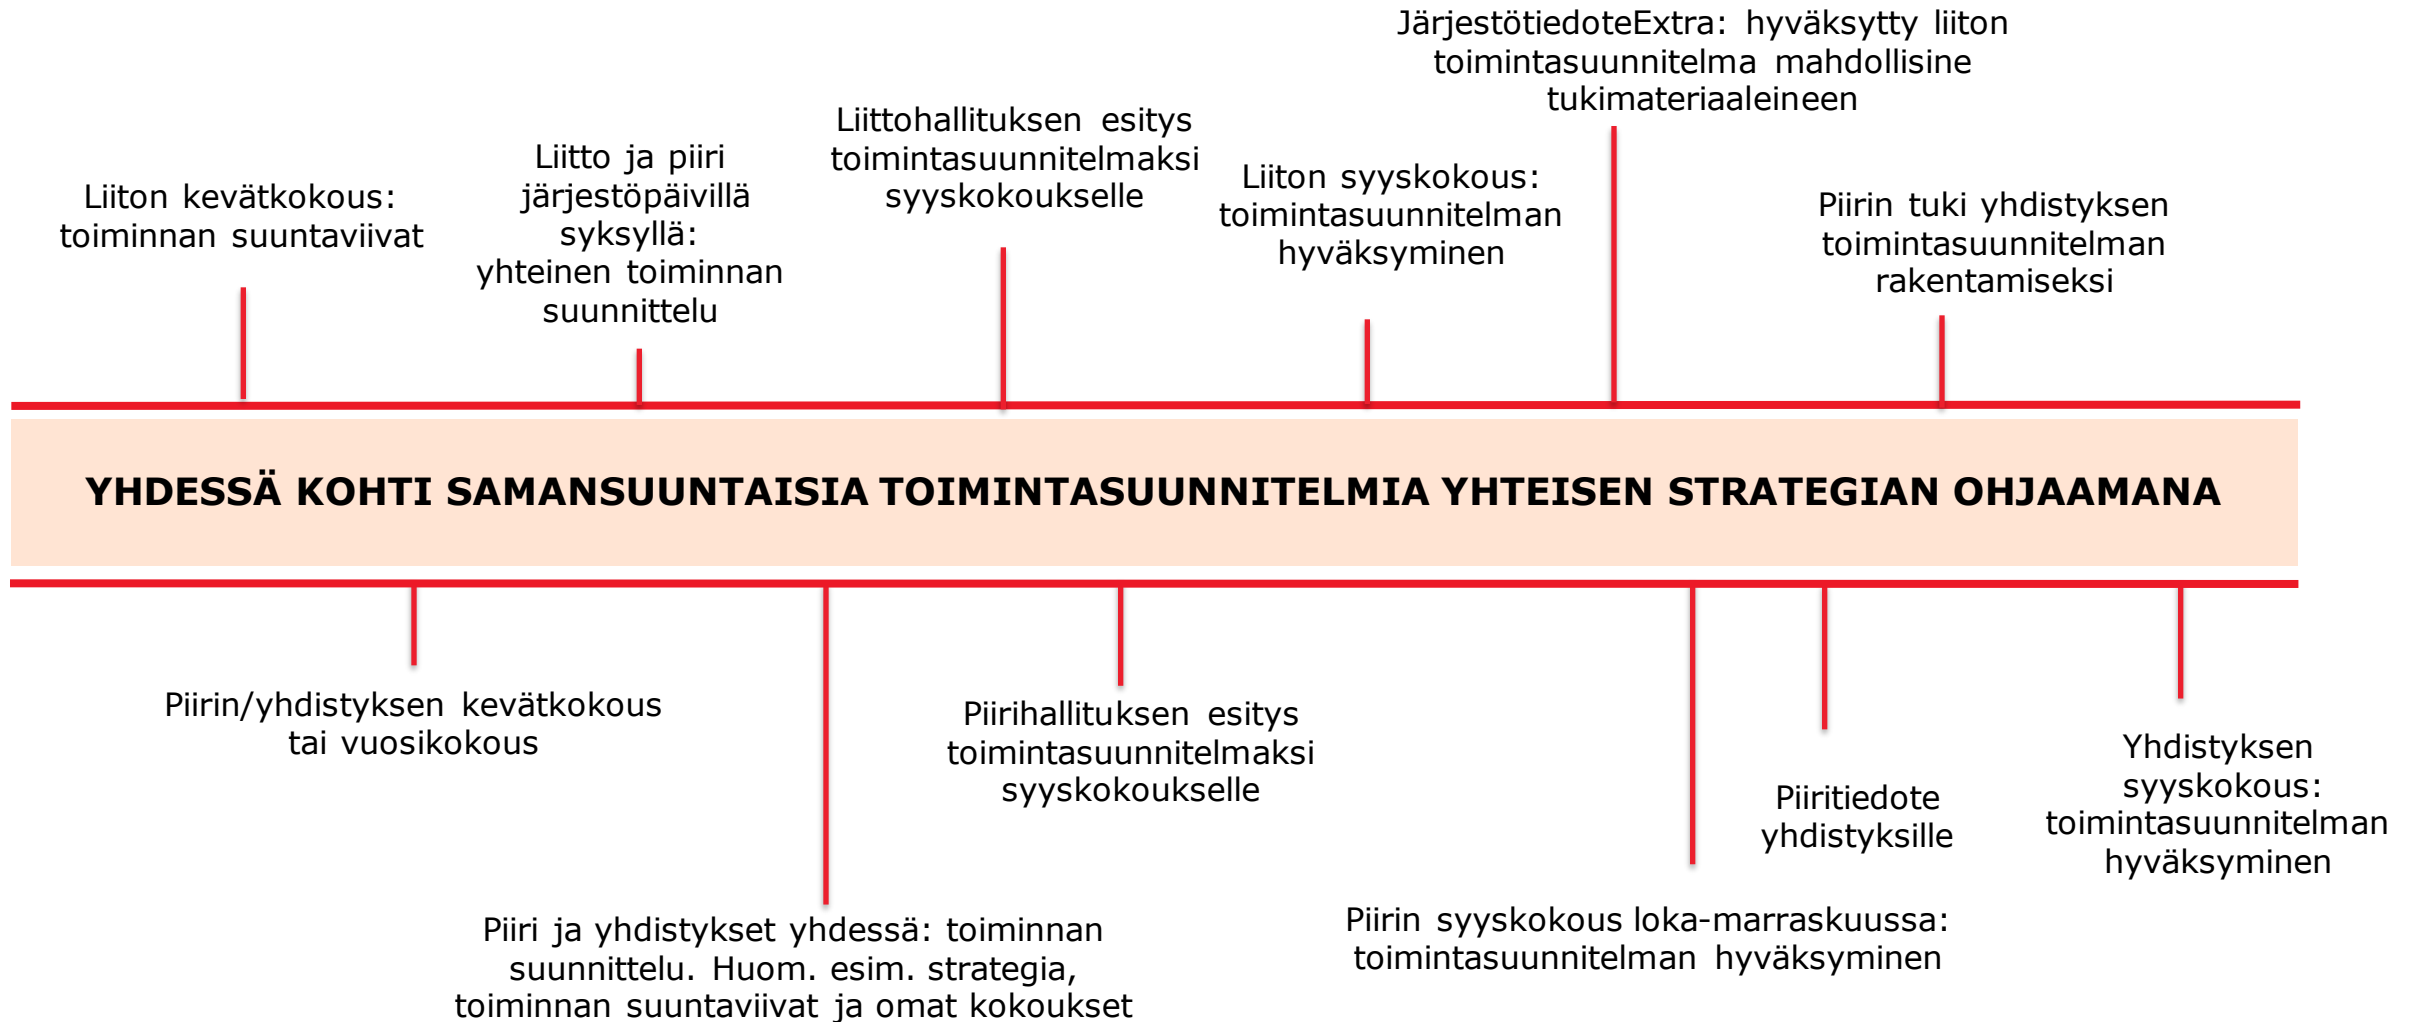 JärjestötiedoteExtra: hyväksytty liiton
toimintasuunnitelma mahdollisine
tukimateriaaleineen
Liiton kevätkokous:
toiminnan suuntaviivat
Liitto ja piiri
järjestöpäivillä
syksyllä:
yhteinen toiminnan
suunnittelu
Liittohallituksen esitys
toimintasuunnitelmaksi
syyskokoukselle
Liiton syyskokous:
toimintasuunnitelman
hyväksyminen
Piirin tuki yhdistyksen
toimintasuunnitelman
rakentamiseksi
YHDESSÄ KOHTI SAMANSUUNTAISIA TOIMINTASUUNNITELMIA YHTEISEN STRATEGIAN OHJAAMANA
Piirin/yhdistyksen kevätkokous
tai vuosikokous
Piiri ja yhdistykset yhdessä: toiminnan
suunnittelu. Huom. esim. strategia,
toiminnan suuntaviivat ja omat kokoukset
Piirihallituksen esitys
toimintasuunnitelmaksi
syyskokoukselle
Piirin syyskokous loka-marraskuussa:
toimintasuunnitelman hyväksyminen
Piiritiedote
yhdistyksille
Yhdistyksen
syyskokous:
toimintasuunnitelman
hyväksyminen